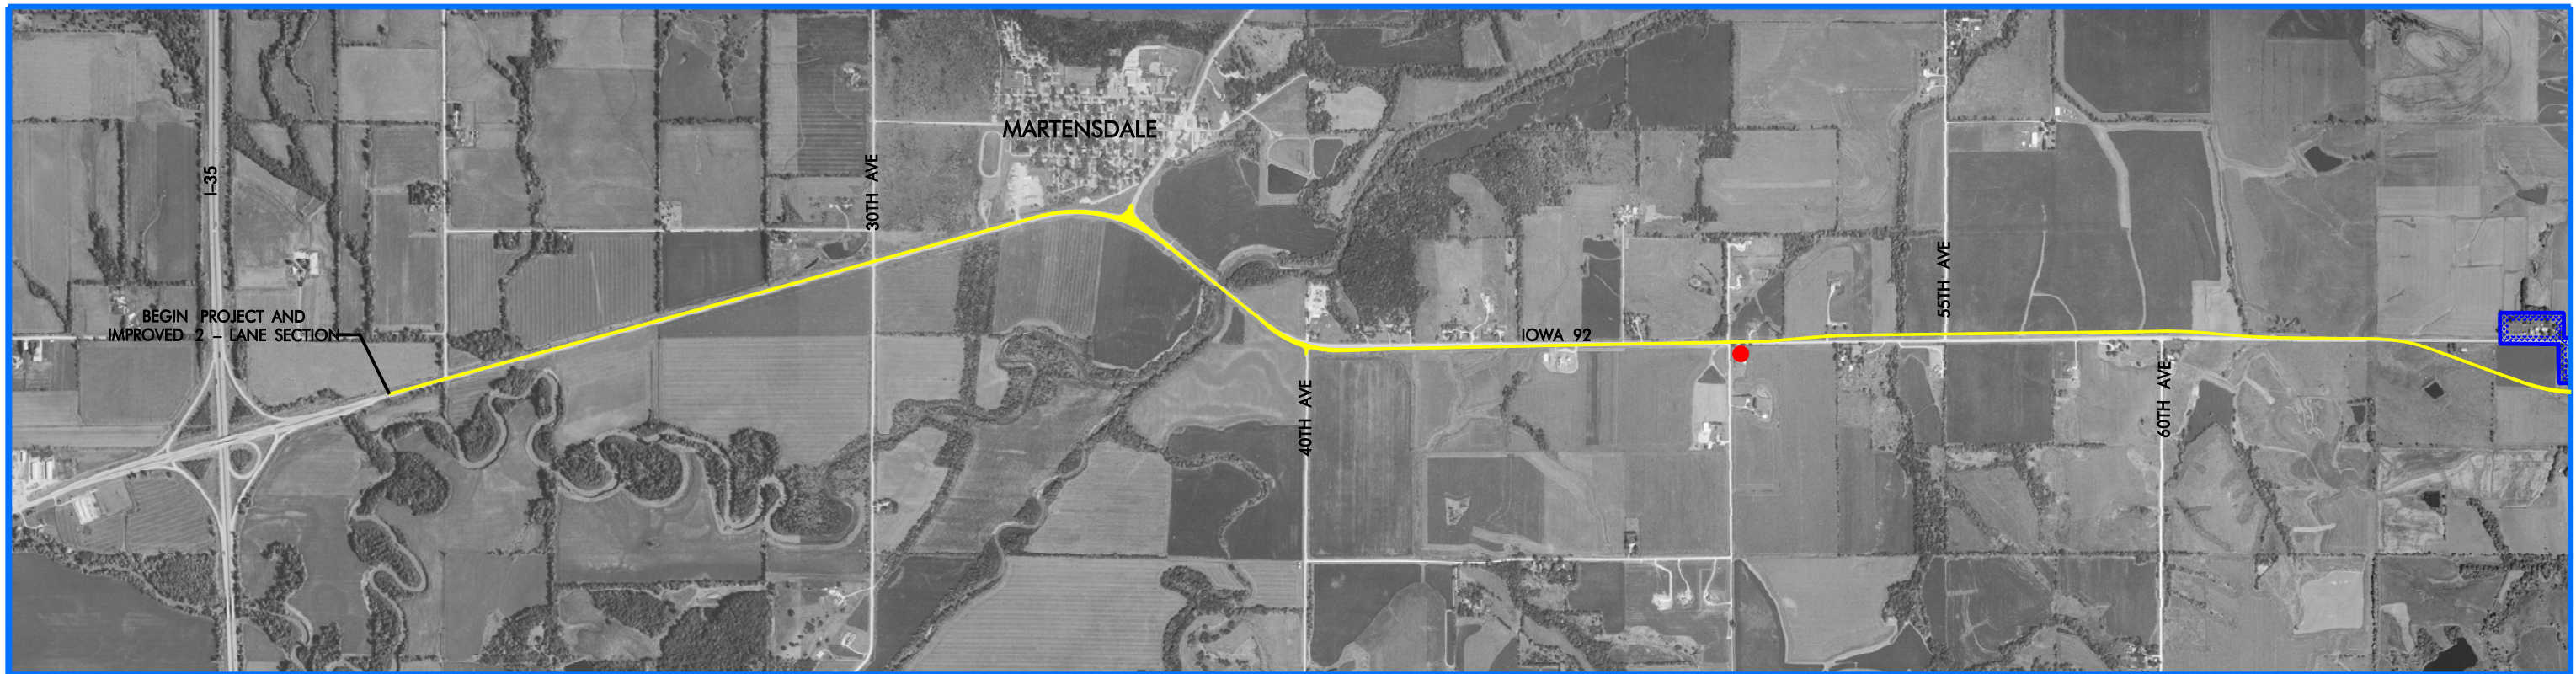 MARTENSDALE
I-35
30TH AVE
BEGIN PROJECT AND
IMPROVED 2 - LANE SECTION
IOWA 92
40TH AVE
55TH AVE
60TH AVE